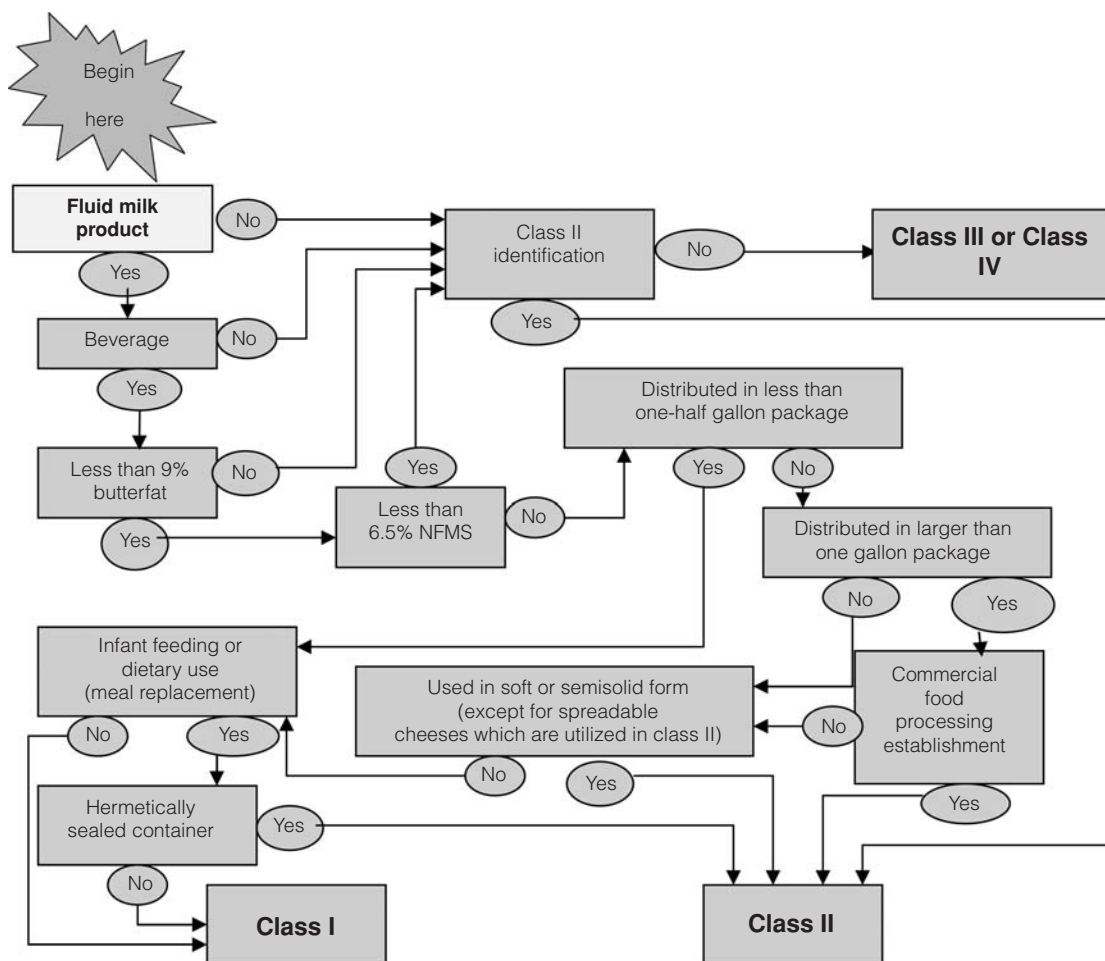 Begin
here
Fluid milk
product
No
Yes
Class II
identification
No
Yes
Class III or Class
IV
Beverage
No
Yes
Distributed in less than
one-half gallon package
Yes
No
Less than 9%
butterfat
No
Yes
Yes
Less than
6.5% NFMS
No
Distributed in larger than
one gallon package
No
Yes
Infant feeding or
dietary use
(meal replacement)
No
Yes
Used in soft or semisolid form
(except for spreadable
cheeses which are utilized in class II)
No
Yes
Commercial
food
processing
establishment
No
Yes
Hermetically
sealed container
Yes
No
Class I
Class II